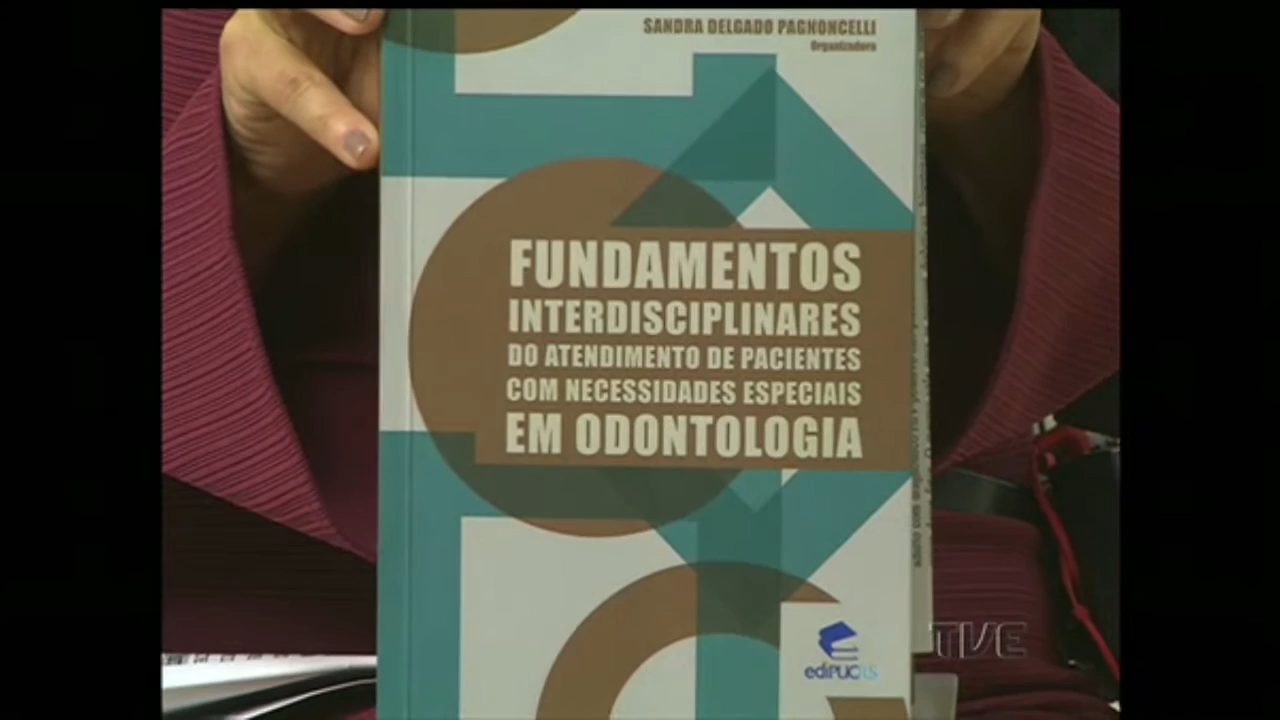 SANDRA DELGADO PAGNONCELLI
Organizadora
FUNDAMENTOS
INTERDISCIPLINARES
DO ATENDIMENTO DE PACIENTES
COM NECESSIDADES ESPECIAIS
EM ODONTOLOGIA
ediPUCRS
TVE